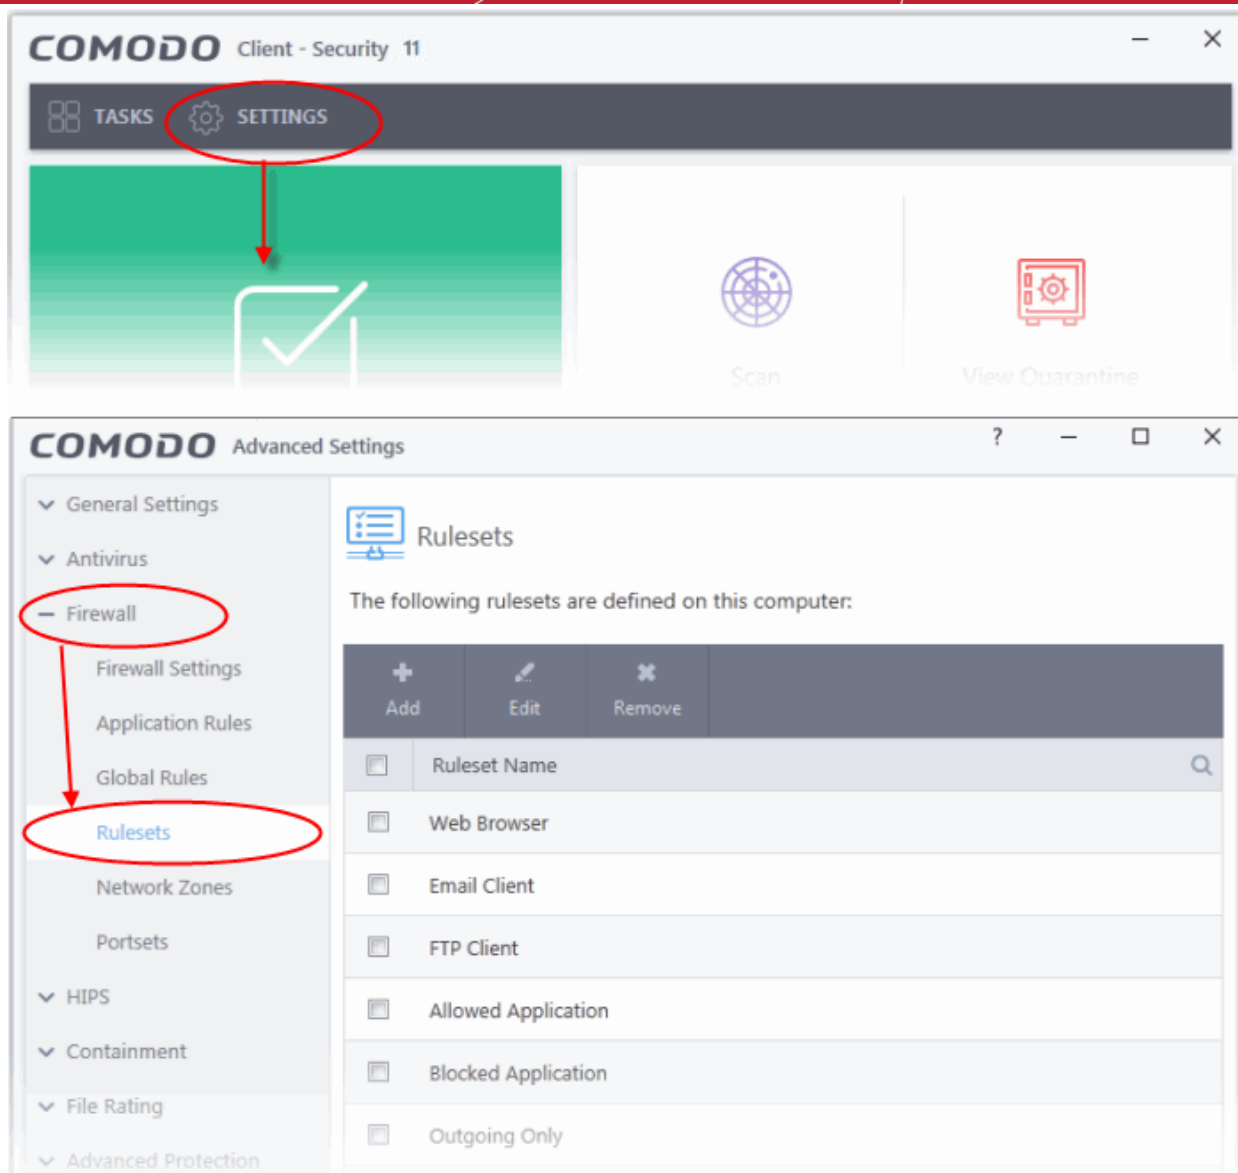 COMODO Client - Security 11
TASKS SETTINGS
Scan View Quarantine
COMODO Advanced Settings ?
General Settings
Antivirus
Firewall
Firewall Settings
Application Rules
Global Rules
Rulesets
Network Zones
Portsets
HIPS
Containment
File Rating
Advanced Protection
Rulesets
The following rulesets are defined on this computer:
Add Edit Remove
Ruleset Name
Web Browser
Email Client
FTP Client
Allowed Application
Blocked Application
Outgoing Only